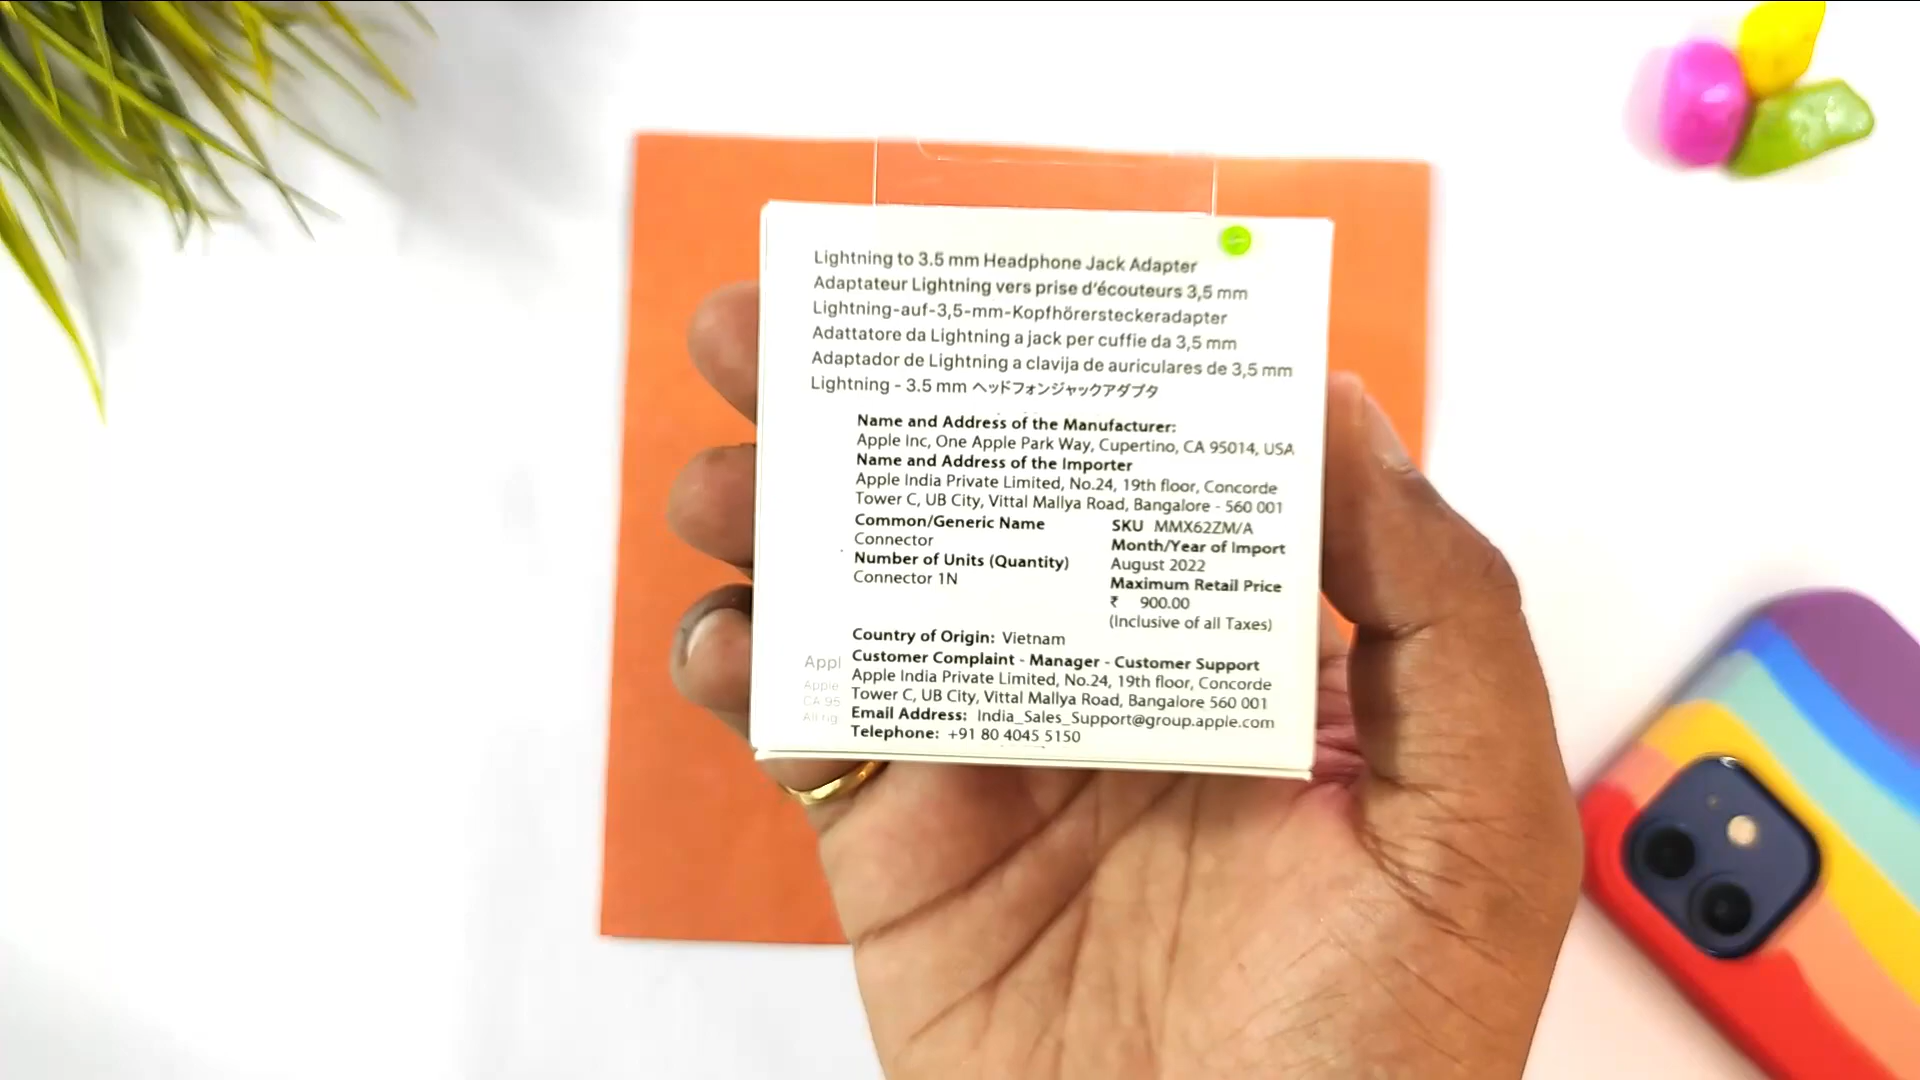 Lightning to 3.5 mm Headphone Jack Adapter
Adaptateur Lightning vers prise d'écouteurs 3,5 mm
Lightning-auf-3,5-mm-Kopfhörersteckeradapter
Adattatore da Lightning a jack per cuffie da 3,5 mm
Adaptador de Lightning a clavija de auriculares de 3,5 mm
Lightning - 3.5 mm ヘッドフォンジャックアダプタ
Name and Address of the Manufacturer:
Apple Inc, One Apple Park Way, Cupertino, CA 95014, USA
Name and Address of the Importer
Apple India Private Limited, No.24, 19th floor, Concorde
Tower C, UB City, Vittal Mallya Road, Bangalore - 560 001
Common/Generic Name
Connector
Number of Units (Quantity)
Connector 1N
SKU MMX62ZM/A
Month/Year of Import
August 2022
Maximum Retail Price
₹ 900.00
(Inclusive of all Taxes)
Country of Origin: Vietnam
Customer Complaint - Manager - Customer Support
Apple India Private Limited, No.24, 19th floor, Concorde
Tower C, UB City, Vittal Mallya Road, Bangalore 560 001
Email Address: India_Sales_Support@group.apple.com
Telephone: +91 80 4045 5150
Appl
Apple
CA 95
All rig